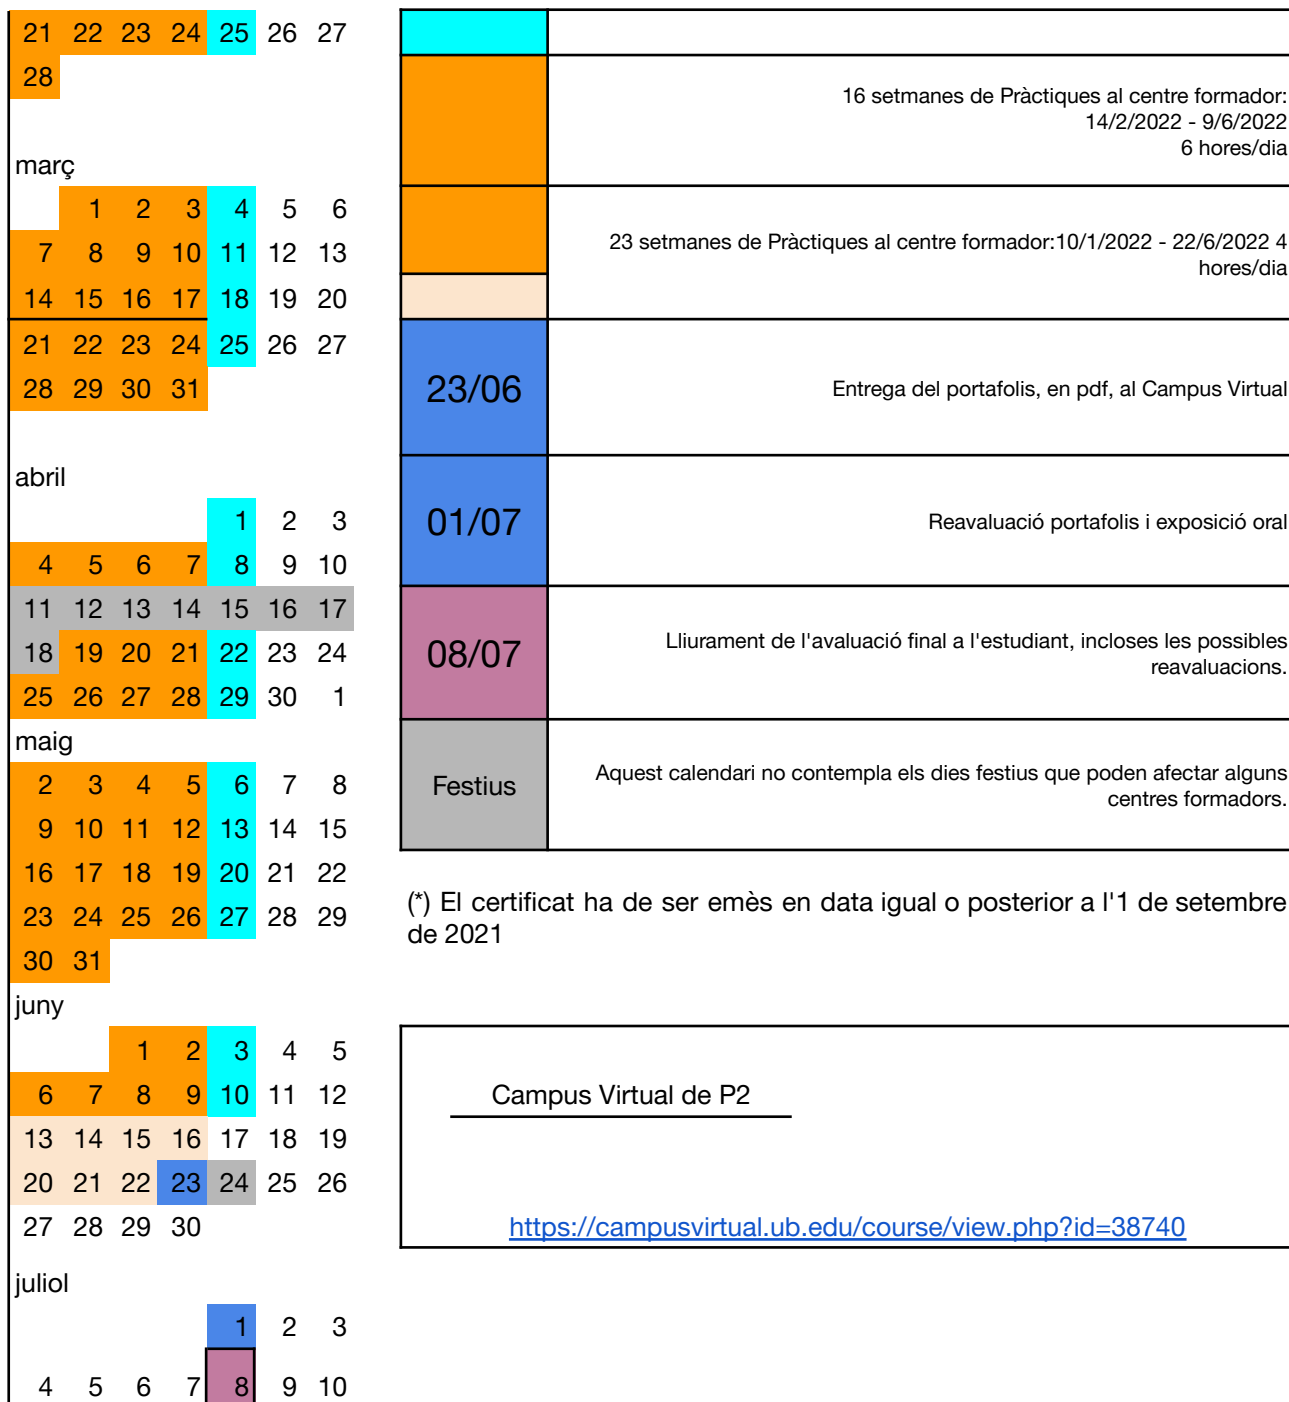 21 22 23 24 25 26 27
28
març
1 2 3 4 5 6
7 8 9 10 11 12 13
14 15 16 17 18 19 20
21 22 23 24 25 26 27
28 29 30 31
abril
1 2 3
4 5 6 7 8 9 10
11 12 13 14 15 16 17
18 19 20 21 22 23 24
25 26 27 28 29 30 1
maig
2 3 4 5 6 7 8
9 10 11 12 13 14 15
16 17 18 19 20 21 22
23 24 25 26 27 28 29
30 31
juny
1 2 3 4 5
6 7 8 9 10 11 12
13 14 15 16 17 18 19
20 21 22 23 24 25 26
27 28 29 30
juliol
1 2 3
4 5 6 7 8 9 10
16 setmanes de Pràctiques al centre formador:
14/2/2022 - 9/6/2022
6 hores/dia
23 setmanes de Pràctiques al centre formador:10/1/2022 - 22/6/2022 4
hores/dia
23/06
Entrega del portafolis, en pdf, al Campus Virtual
01/07
Reavaluació portafolis i exposició oral
08/07
Lliurament de l'avaluació final a l'estudiant, incloses les possibles
reavaluacions.
Festius
Aquest calendari no contempla els dies festius que poden afectar alguns
centres formadors.
(*) El certificat ha de ser emès en data igual o posterior a l'1 de setembre
de 2021
Campus Virtual de P2
https://campusvirtual.ub.edu/course/view.php?id=38740